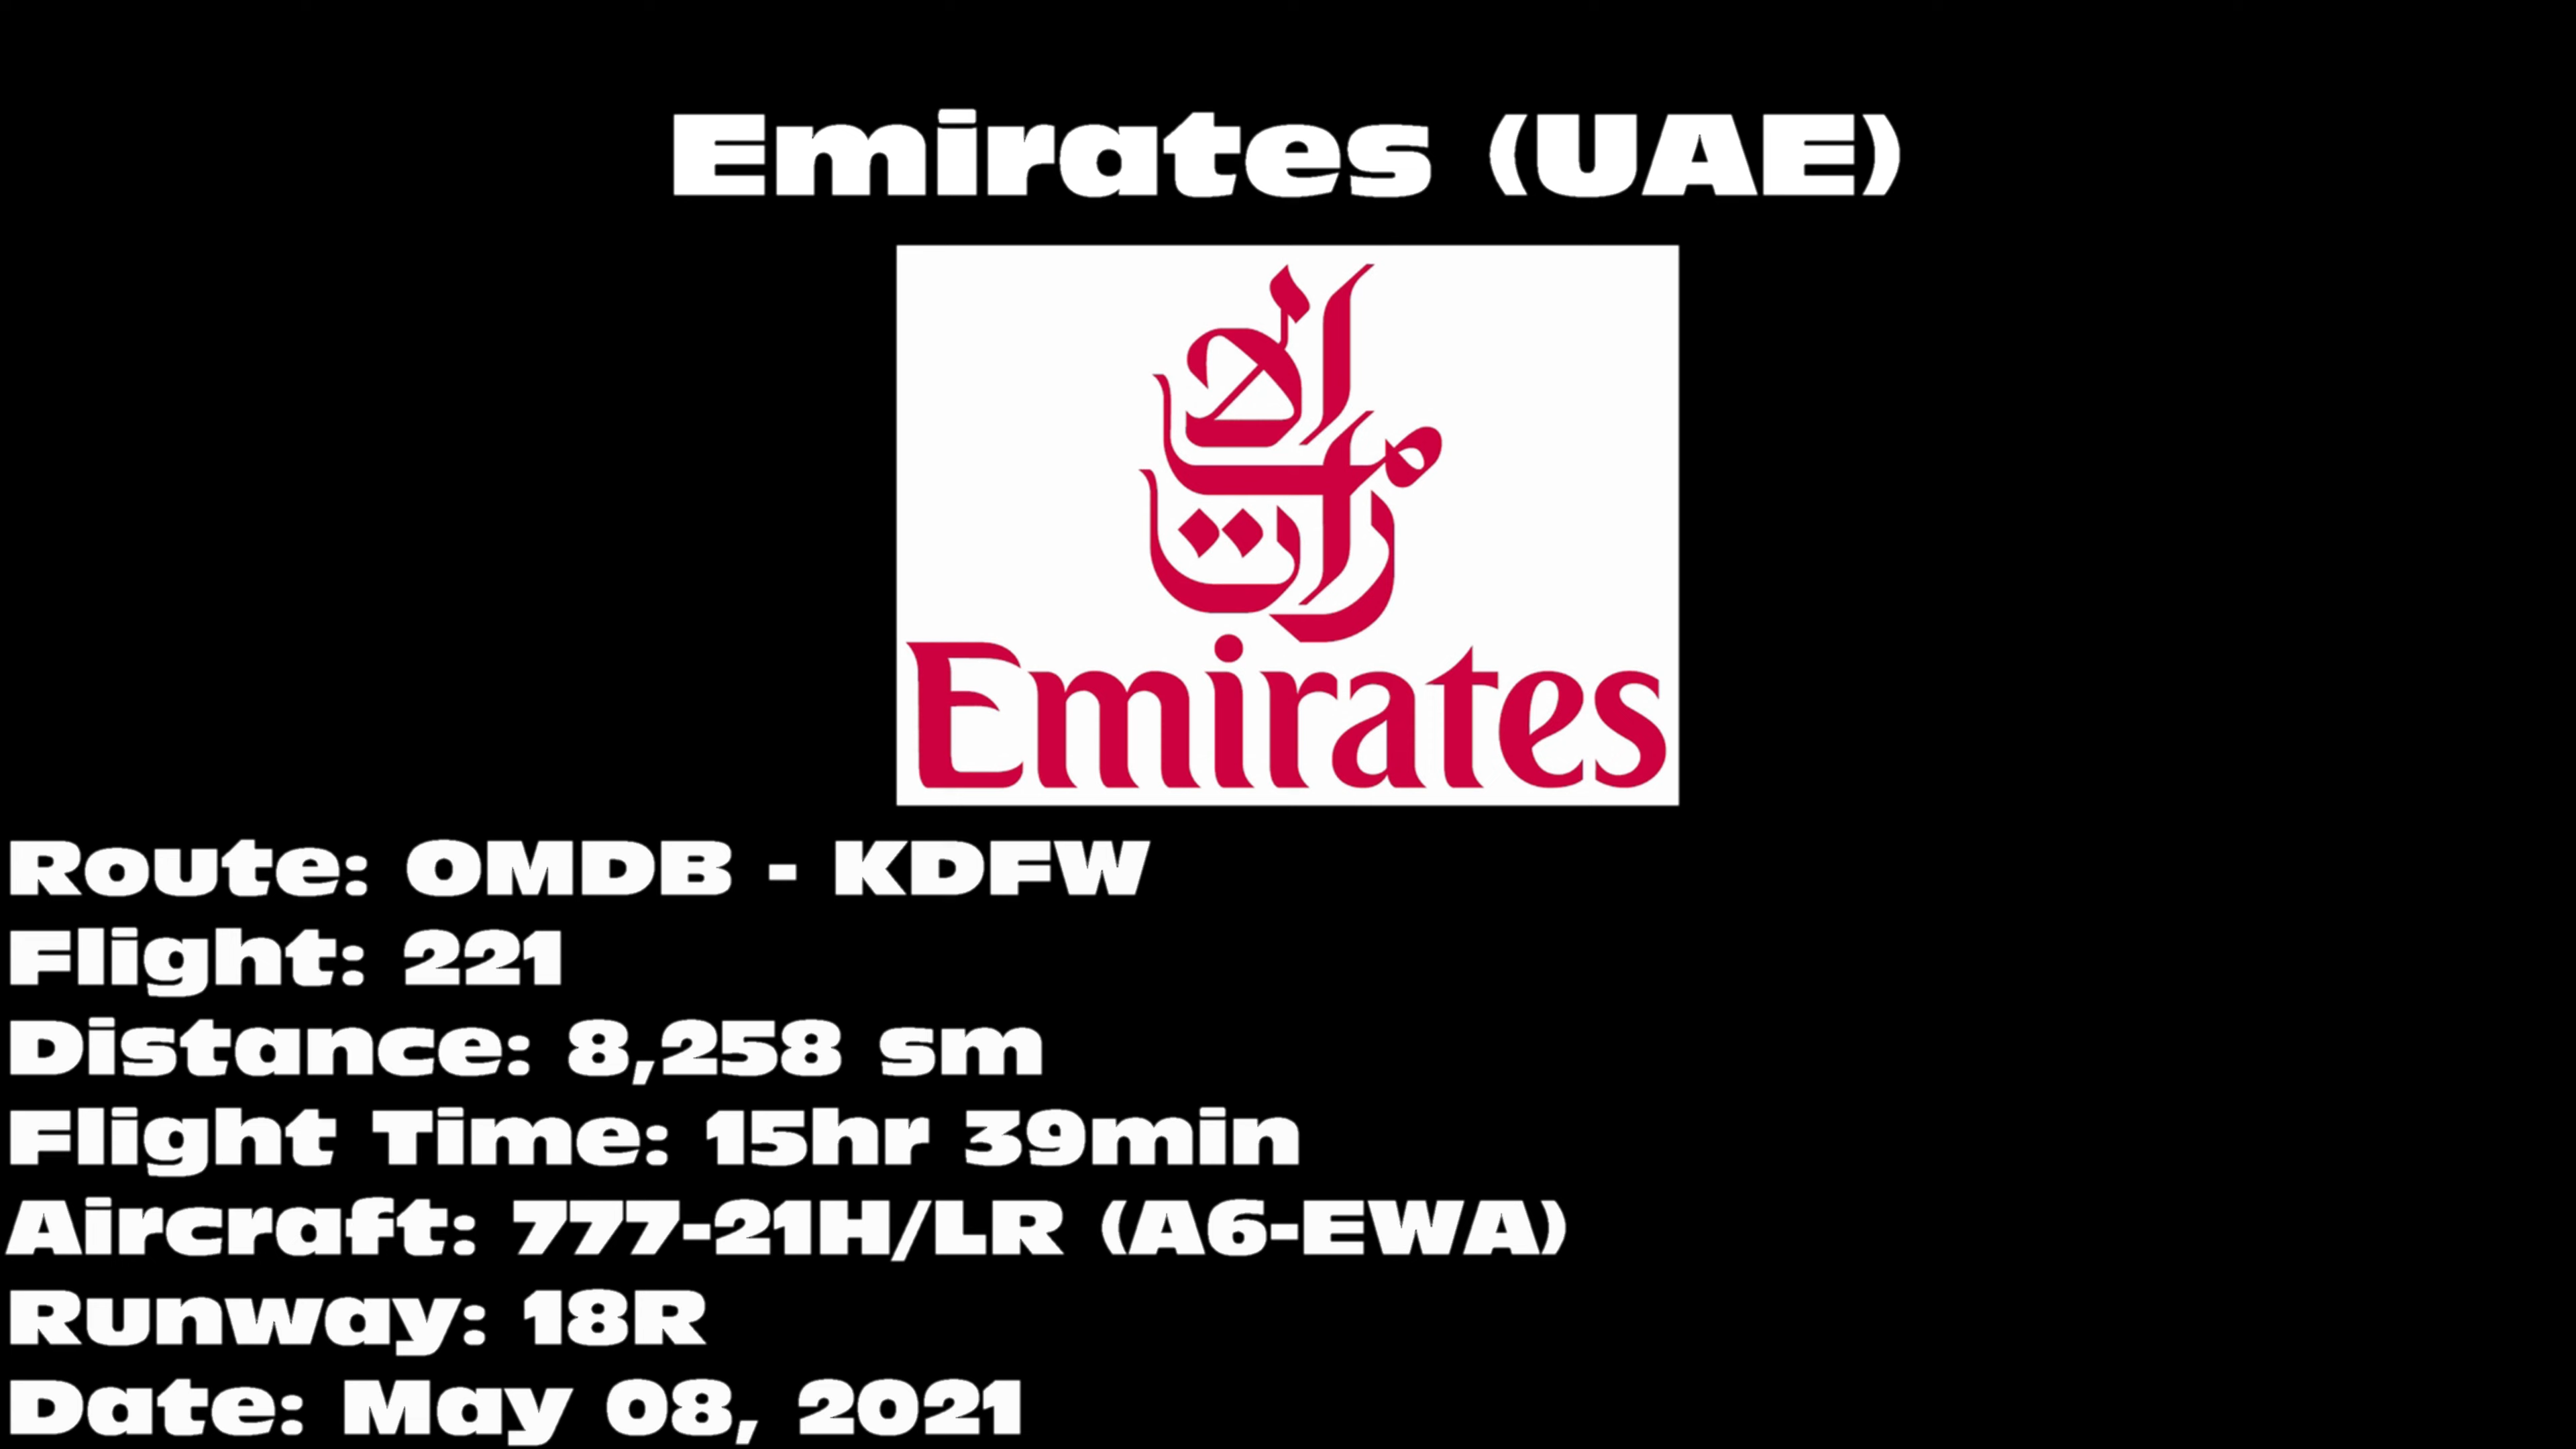 Emirates (UAE)
الإمارات
Emirates
Route: OMDB - KDFW
Flight: 221
Distance: 8,258 sm
Flight Time: 15hr 39min
Aircraft: 777-21H/LR (A6-EWA)
Runway: 18R
Date: May 08, 2021